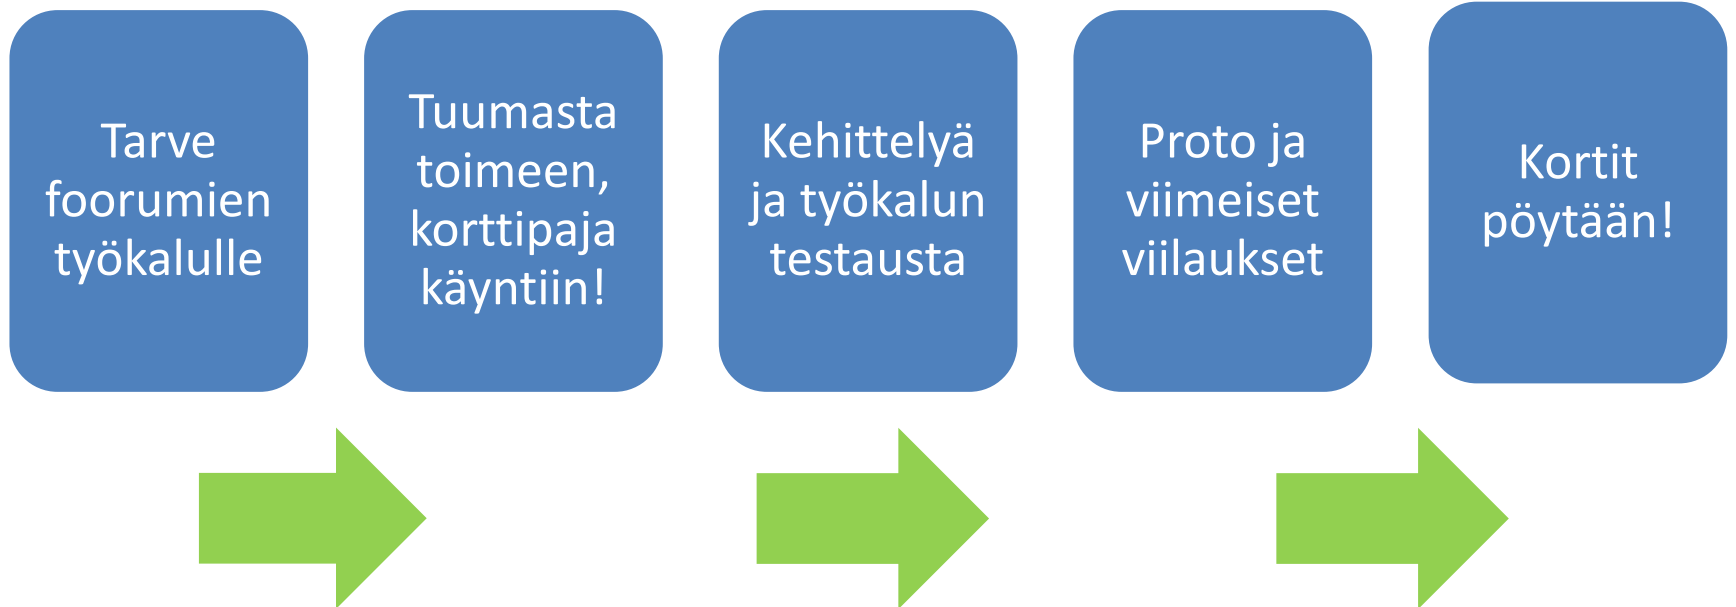 Tarve
foorumien
työkalulle
Tuumasta
toimeen,
korttipaja
käyntiin!
Kehittelyä
ja työkalun
testausta
Proto ja
viimeiset
viilaukset
Kortit
pöytään!